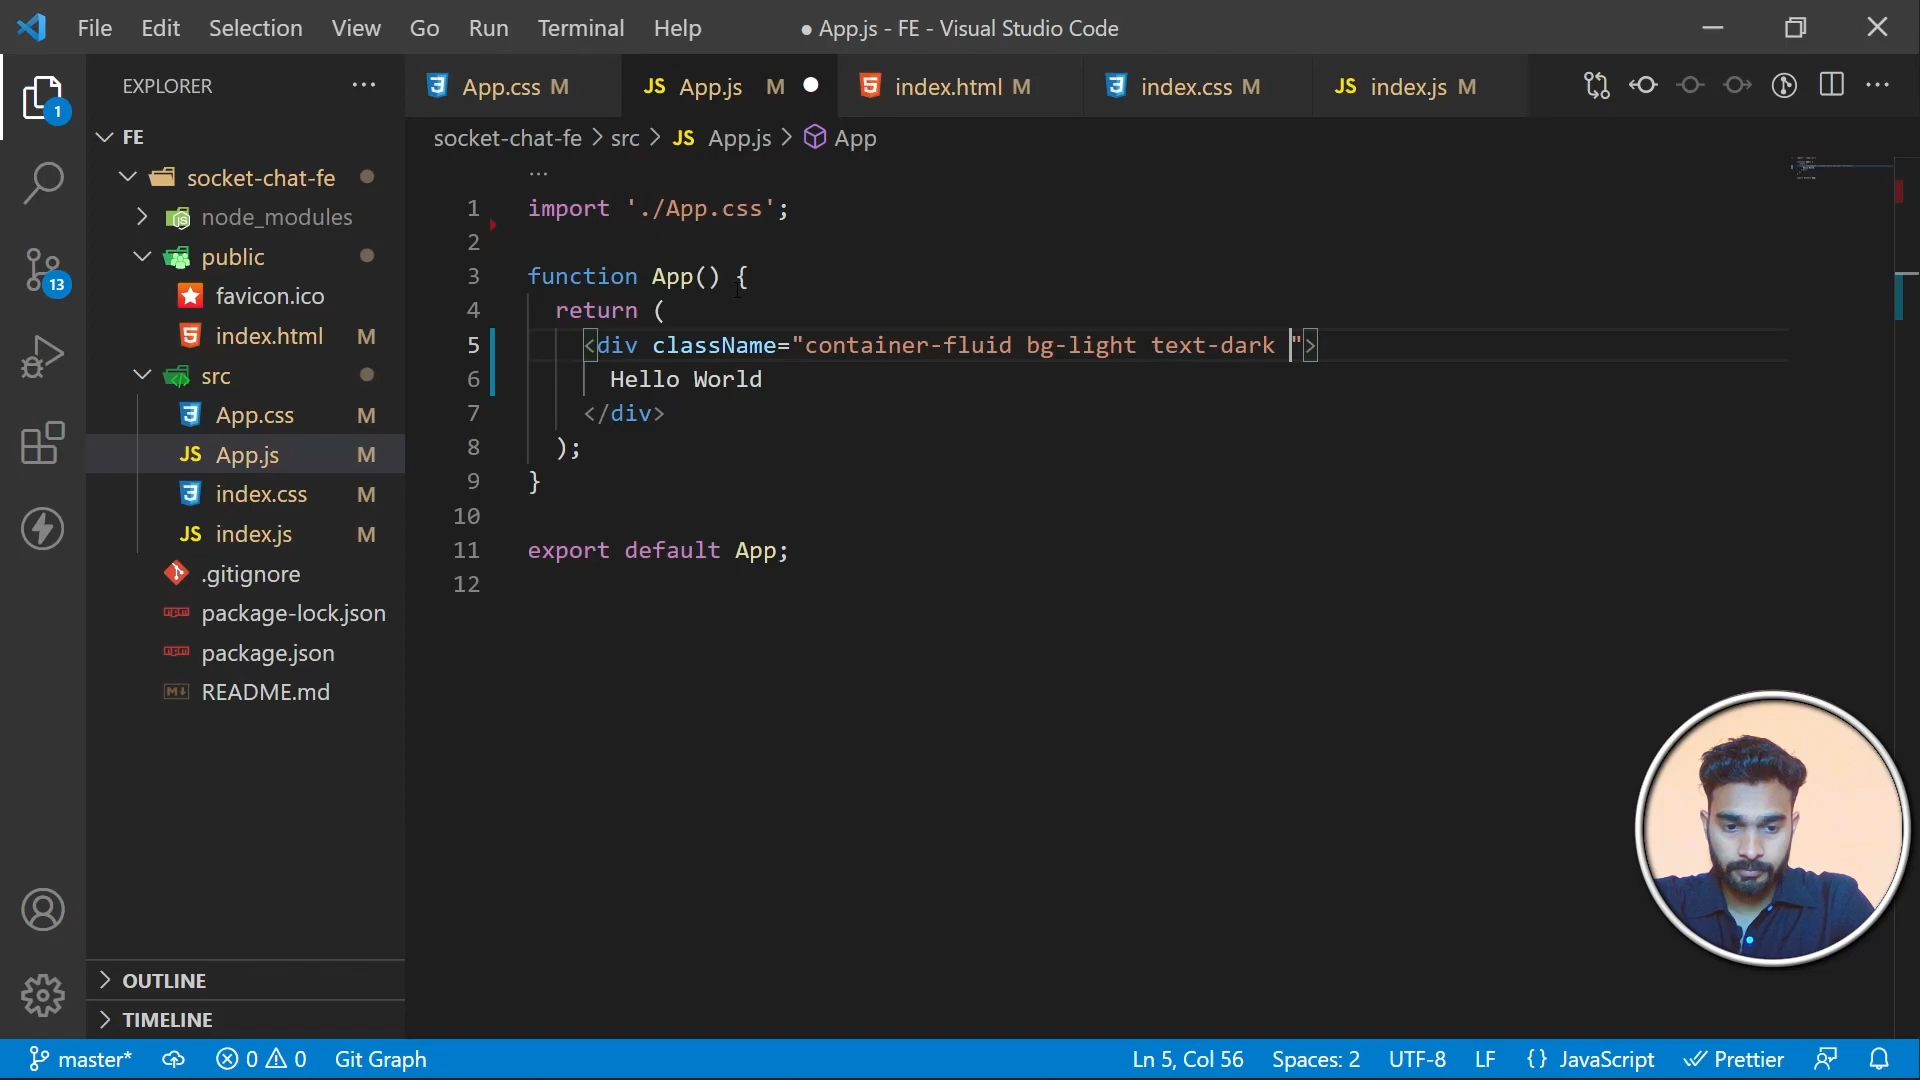 File Edit Selection View Go Run Terminal Help ● App.js - FE - Visual Studio Code
EXPLORER ···
App.css M JS App.js M index.html M index.css M JS index.js M
socket-chat-fe > src > JS App.js > App
1
13
FE
socket-chat-fe
node_modules
public
favicon.ico
index.html M
src
App.css M
JS App.js M
index.css M
JS index.js M
.gitignore
package-lock.json
package.json
README.md
OUTLINE
TIMELINE
...
1 import './App.css';
2
3 function App() {
4 return (
5 <div className="container-fluid bg-light text-dark ">
6 Hello World
7 </div>
8 );
9 }
10
11 export default App;
12
master* 0 0 Git Graph Ln 5, Col 56 Spaces: 2 UTF-8 LF {} JavaScript Prettier